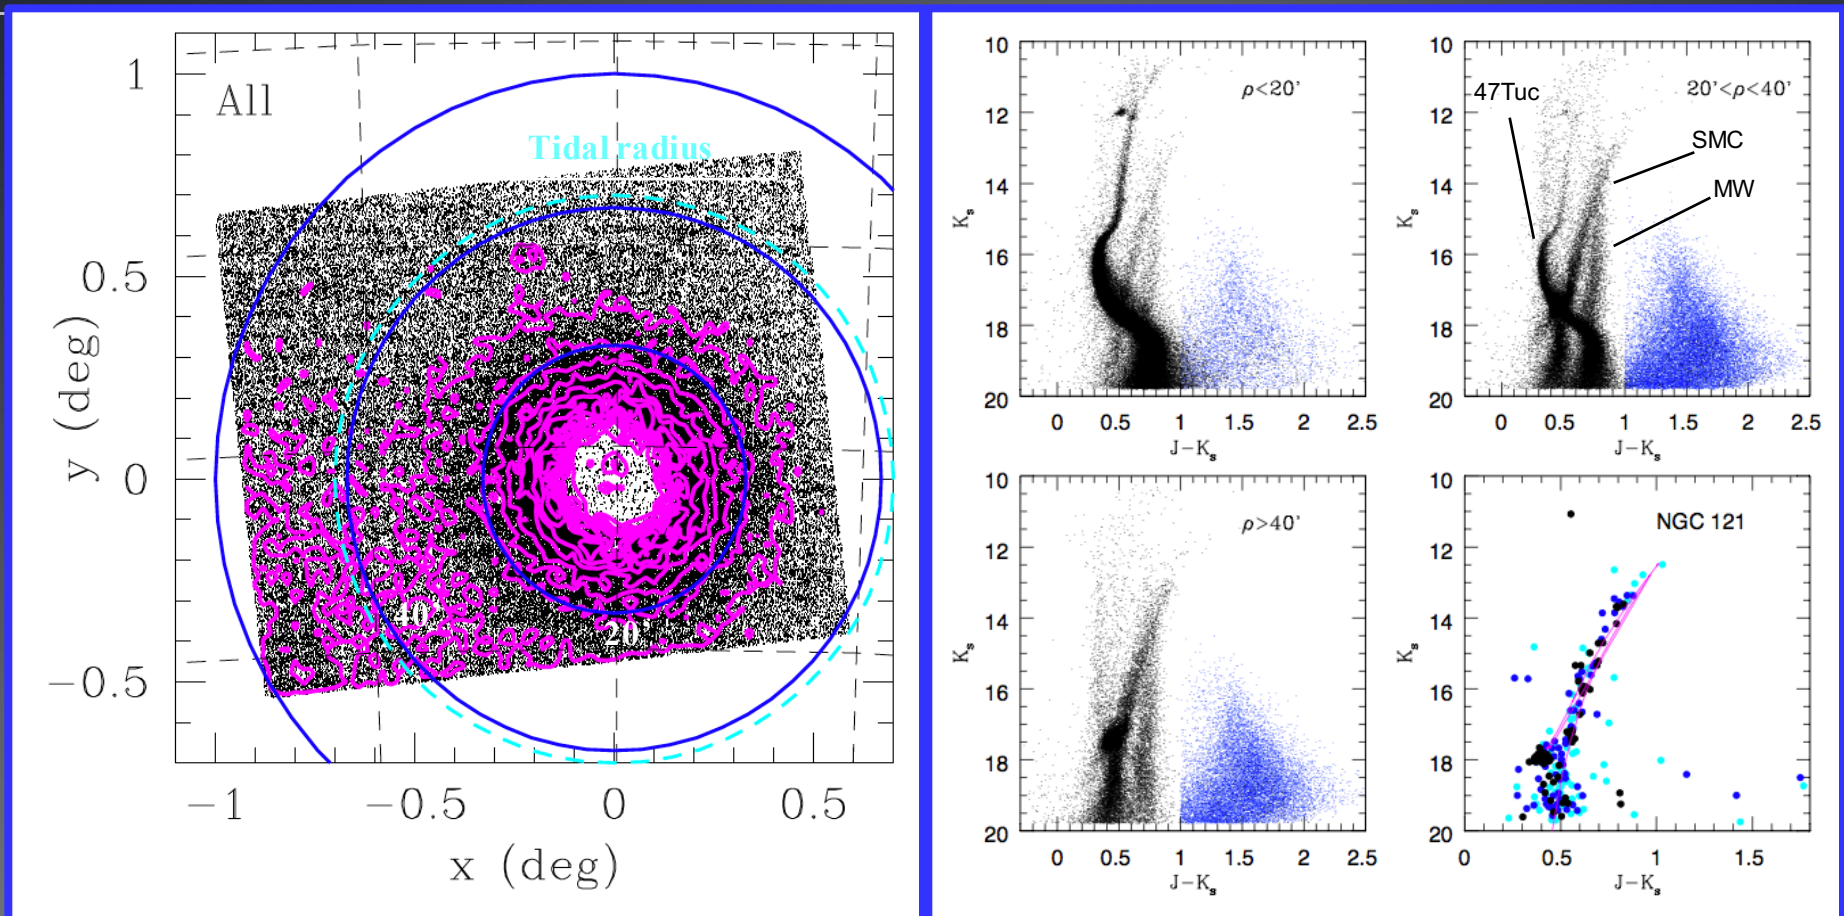 All
Tidal radius
1
0.5
0
−0.5
y (deg)
40
20
−1
−0.5
0
0.5
x (deg)
ρ<20'
10
12
14
16
18
20
Kₛ
0 0.5 1 1.5 2 2.5
J−Kₛ
47Tuc
20'<ρ<40'
SMC
MW
10
12
14
16
18
20
Kₛ
0 0.5 1 1.5 2 2.5
J−Kₛ
ρ>40'
10
12
14
16
18
20
Kₛ
0 0.5 1 1.5 2 2.5
J−Kₛ
NGC 121
10
12
14
16
18
20
Kₛ
0 0.5 1 1.5
J−Kₛ